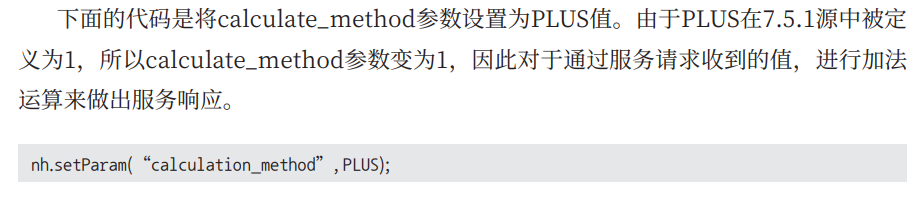 下面的代码是将calculate_method参数设置为PLUS值。由于PLUS在7.5.1源中被定
义为1，所以calculate_method参数变为1，因此对于通过服务请求收到的值，进行加法
运算来做出服务响应。
nh.setParam(“calculation_method”, PLUS);